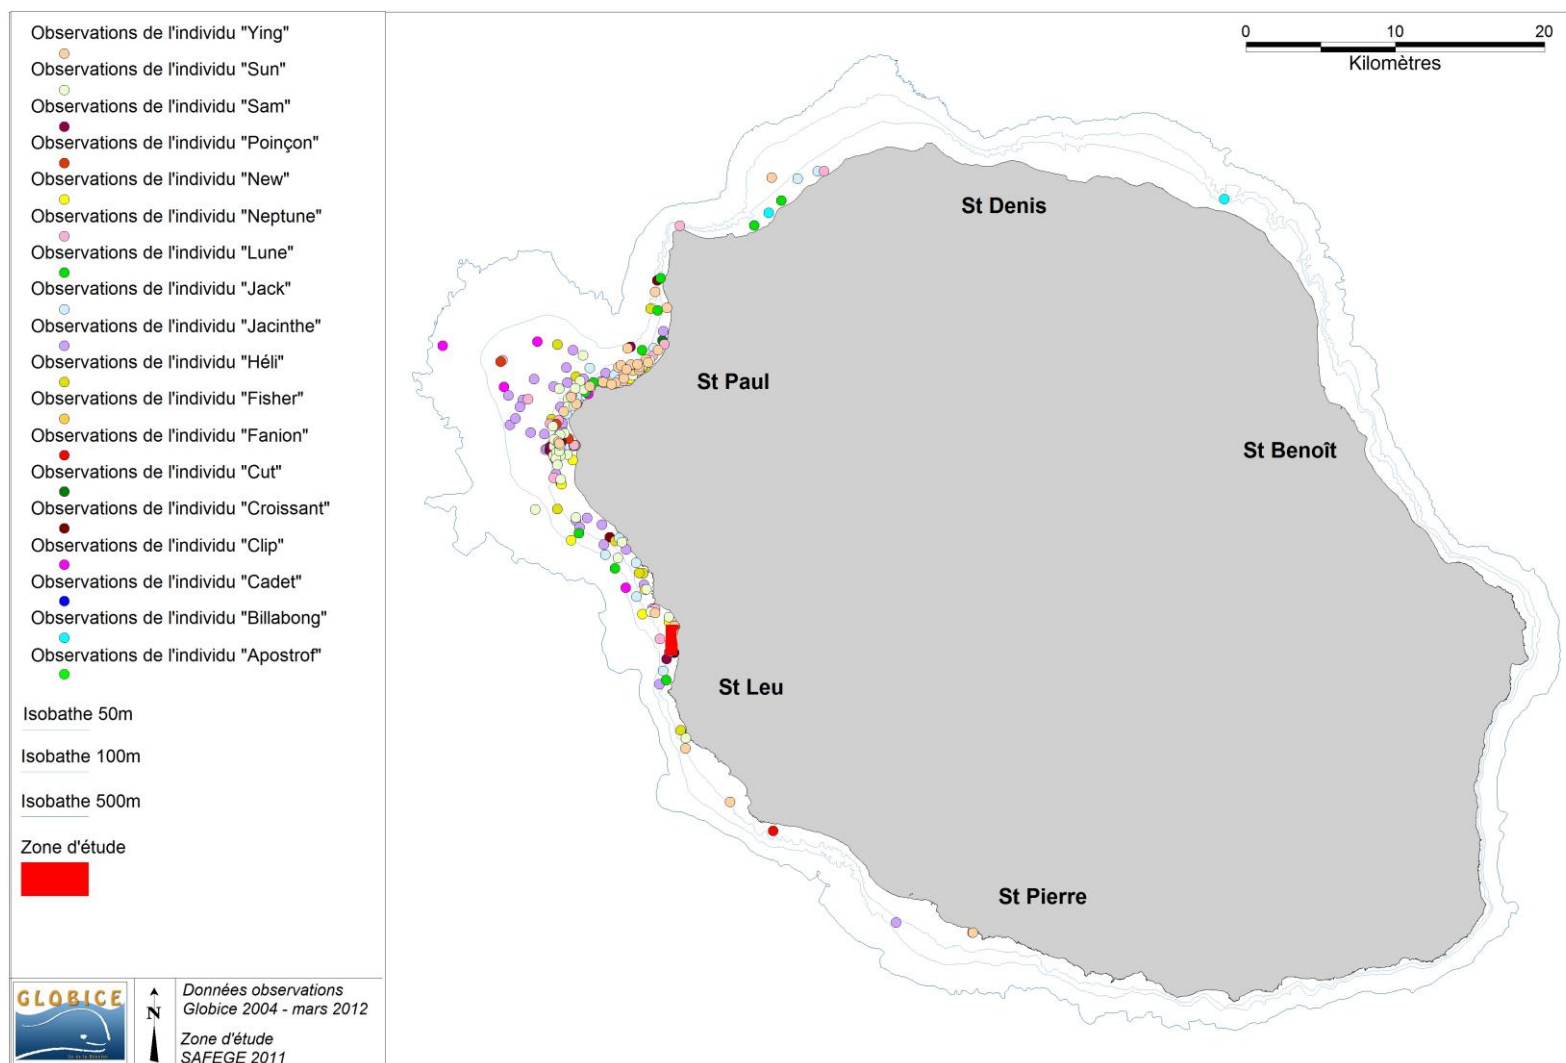 Observations de l'individu "Ying"
Observations de l'individu "Sun"
Observations de l'individu "Sam"
Observations de l'individu "Poinçon"
Observations de l'individu "New"
Observations de l'individu "Neptune"
Observations de l'individu "Lune"
Observations de l'individu "Jack"
Observations de l'individu "Jacinthe"
Observations de l'individu "Héli"
Observations de l'individu "Fisher"
Observations de l'individu "Fanion"
Observations de l'individu "Cut"
Observations de l'individu "Croissant"
Observations de l'individu "Clip"
Observations de l'individu "Cadet"
Observations de l'individu "Billabong"
Observations de l'individu "Apostrof"
Isobathe 50m
Isobathe 100m
Isobathe 500m
Zone d'étude
GLOBICE
N
Données observations
Globice 2004 - mars 2012
Zone d'étude
SAFEGE 2011
0 10 20
Kilomètres
St Denis
St Paul
St Benoît
St Leu
St Pierre